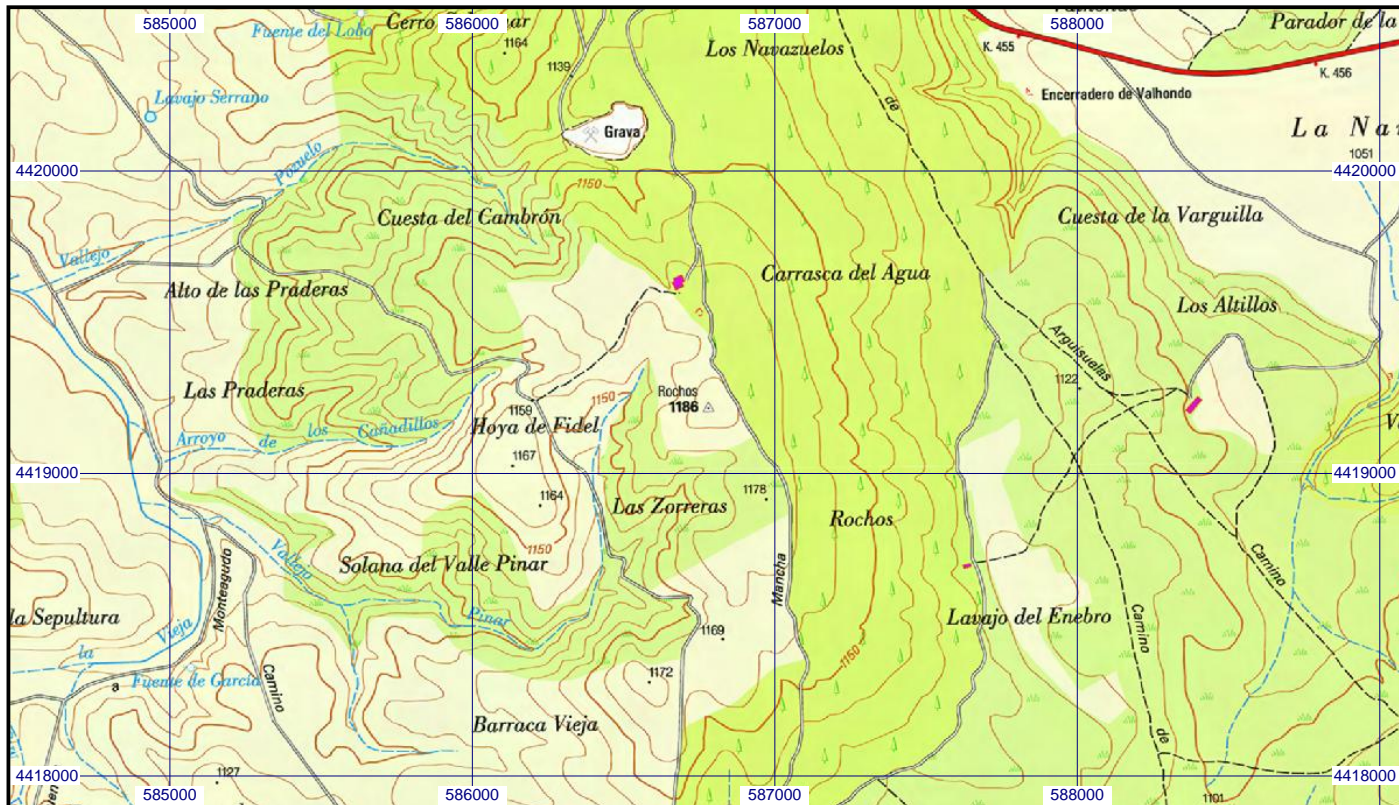 585000
586000
587000
588000
Fuente del Lobo
1164
Los Navazuelos
K. 455
Parador de la
K. 456
1139
Lavajo Serrano
Encerradero de Valhondo
de
Grava
La Na
1051
4420000
4420000
Pozuelo
1150
Cuesta del Cambrón
Cuesta de la Varguilla
Vallejo
Carrasca del Agua
Alto de las Praderas
Los Altillos
Arguisuelas
1122
Las Praderas
Rochos
1186
1150
1159
Arroyo de los Cañadillos
Hoya de Fidel
1167
4419000
4419000
1178
1164
Las Zorreras
Rochos
1150
Vallejo
Solana del Valle Pinar
Camino
Monteagudo
Mancha
la Sepultura
Pinar
Lavajo del Enebro
Vieja
la
1169
Camino
1150
Fuente de García
a
Camino
1172
Barraca Vieja
de
1127
4418000
4418000
1101
585000
586000
587000
588000